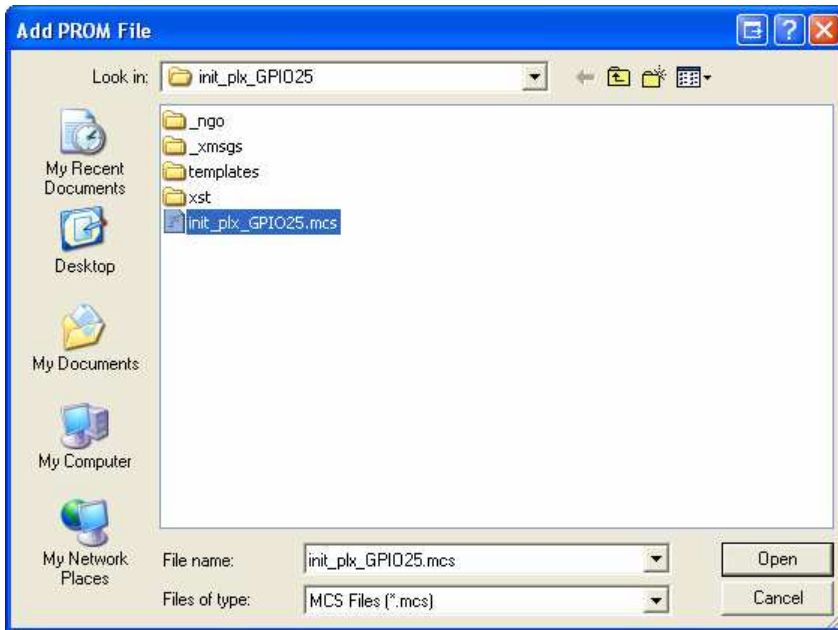 Add PROM File
Look in: init_plx_GPIO25
_ngo
_xmsgs
templates
xst
init_plx_GPIO25.mcs
My Recent
Documents
Desktop
My Documents
My Computer
My Network
Places
File name: init_plx_GPIO25.mcs Open
Files of type: MCS Files (*.mcs) Cancel